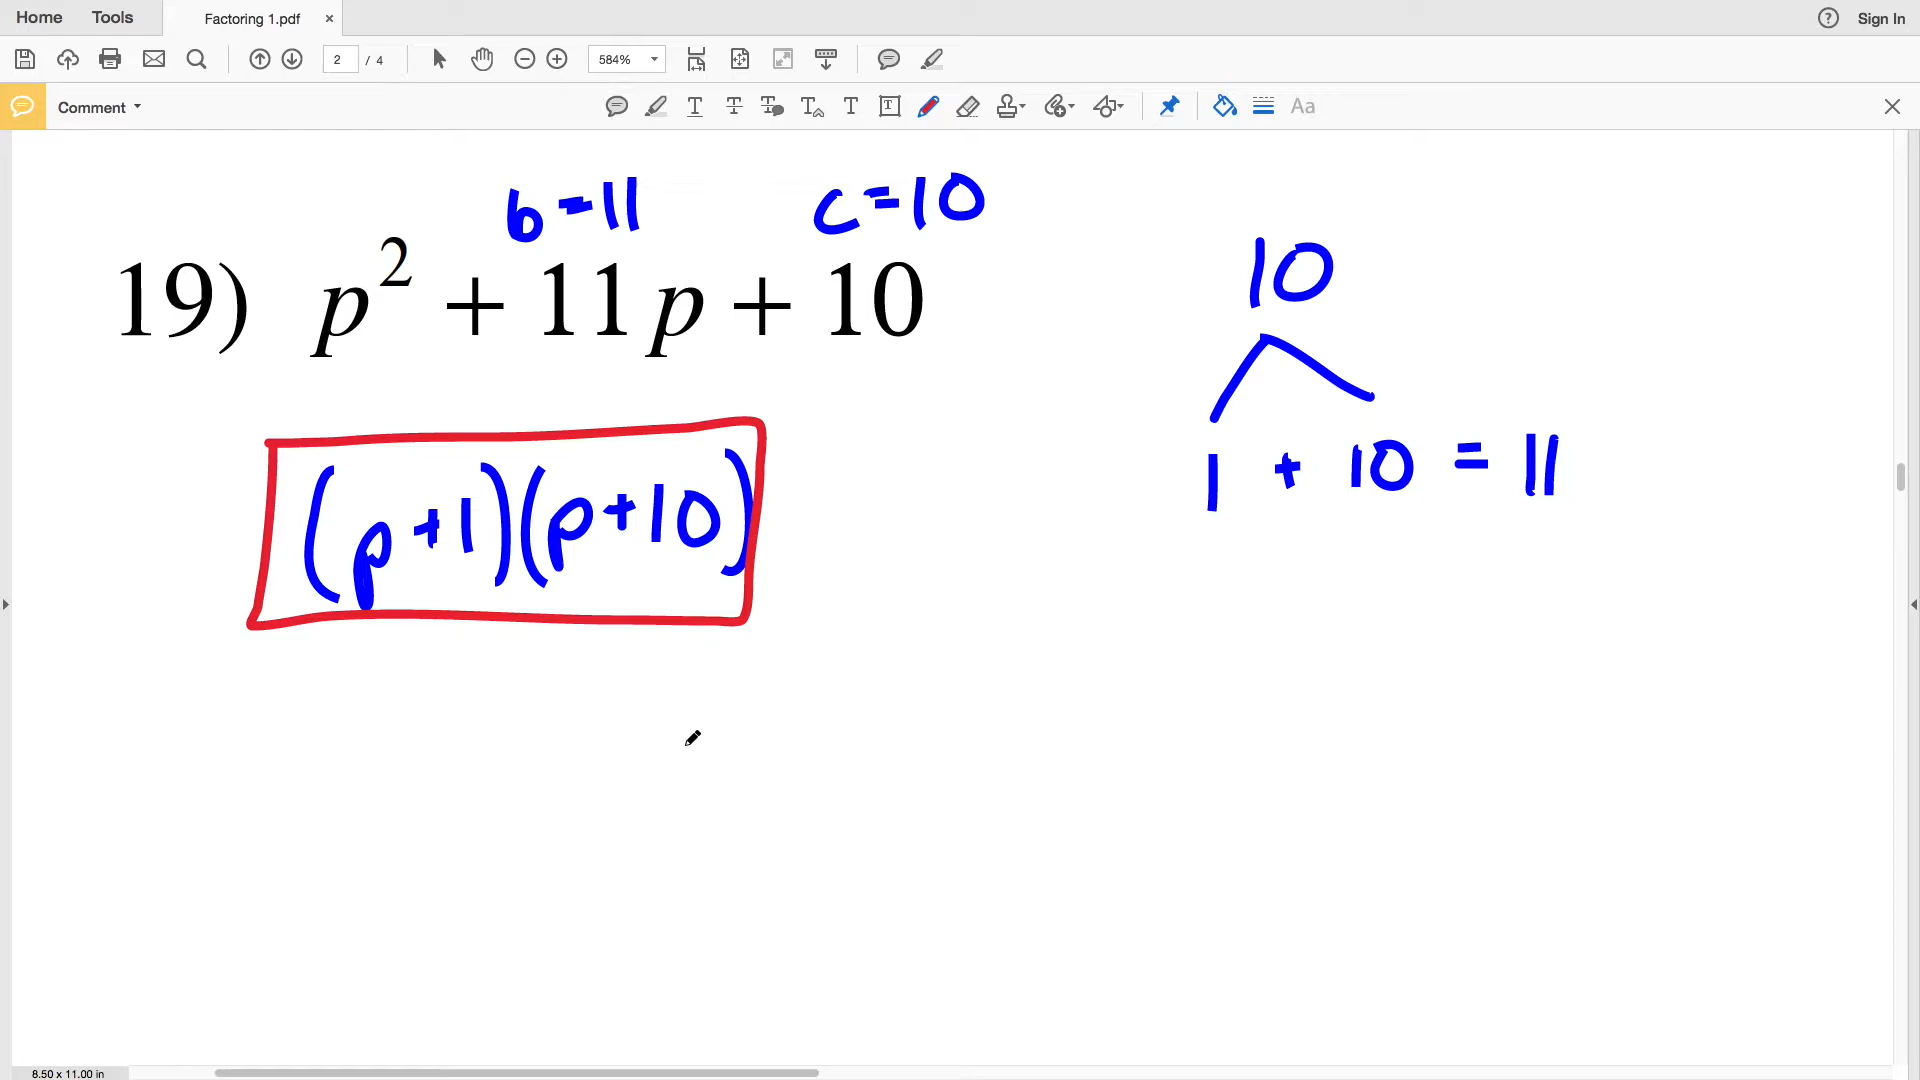 Home Tools Factoring 1.pdf × ? Sign In
2 / 4 584%
Comment T T T T T T Aa
b=11 c=10
19) p² + 11p + 10
10
1 + 10 = 11
(p+1)(p+10)
8.50 x 11.00 in